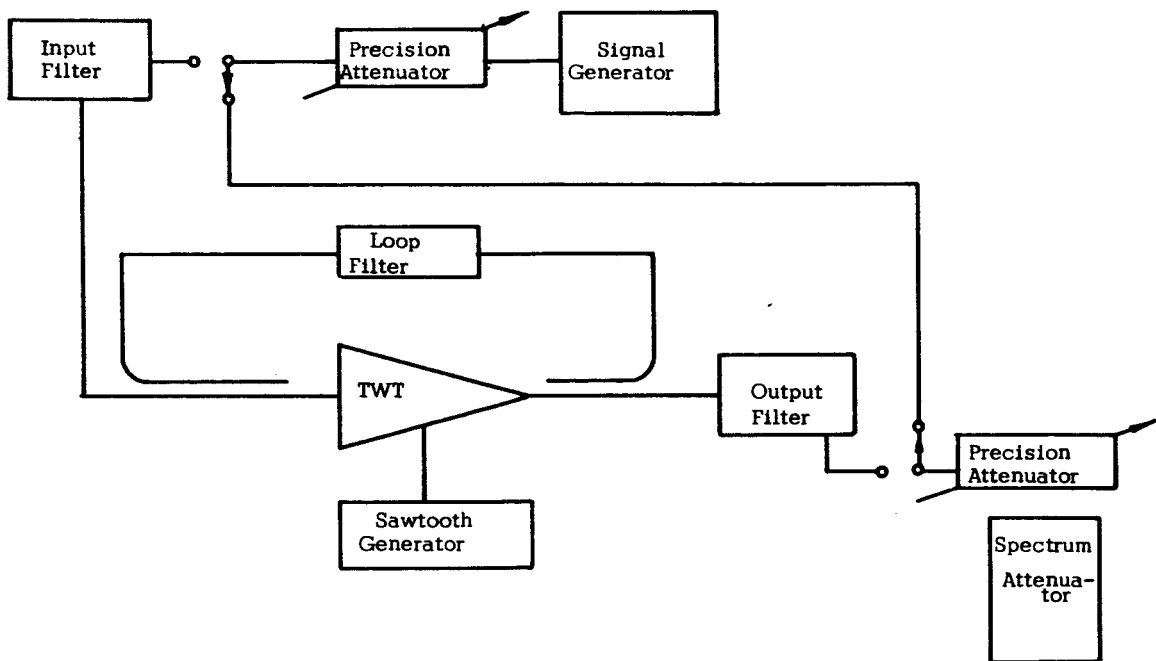 Input
Filter
Precision
Attenuator
Signal
Generator
Loop
Filter
TWT
Output
Filter
Precision
Attenuator
Sawtooth
Generator
Spectrum
Attenua-
tor